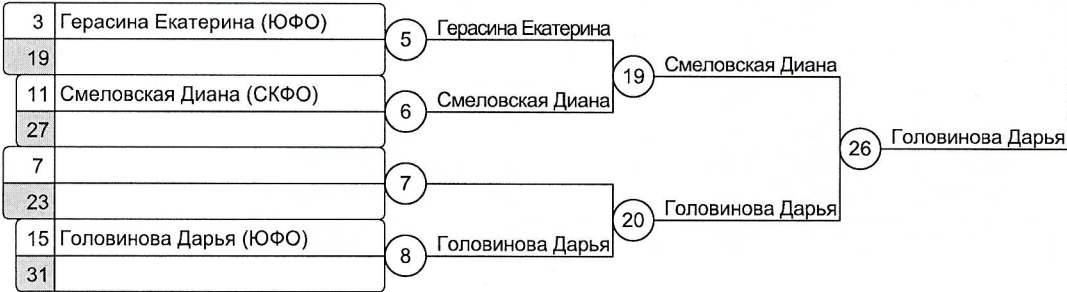 3 Герасина Екатерина (ЮФО)
19
5
Герасина Екатерина
11 Смеловская Диана (СКФО)
27
6
Смеловская Диана
19
Смеловская Диана
7
23
7
15 Головинова Дарья (ЮФО)
31
8
Головинова Дарья
20
Головинова Дарья
26
Головинова Дарья